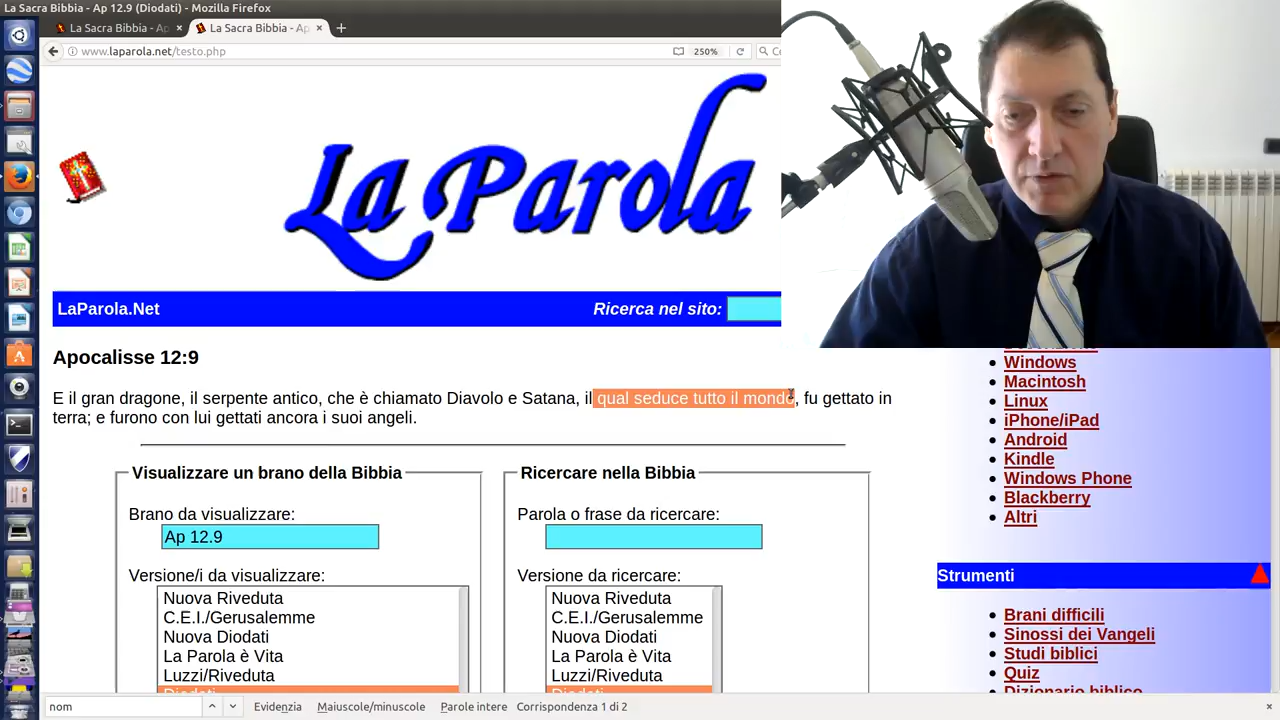 La Sacra Bibbia - Ap 12.9 (Diodati) - Mozilla Firefox
La Sacra Bibbia - Ap × La Sacra Bibbia - Ap × +
www.laparola.net/testo.php 250%
La Parola
LaParola.Net Ricerca nel sito:
Apocalisse 12:9
E il gran dragone, il serpente antico, che è chiamato Diavolo e Satana, il qual seduce tutto il mondo, fu gettato in
terra; e furono con lui gettati ancora i suoi angeli.
Visualizzare un brano della Bibbia
Brano da visualizzare:
Ap 12.9
Versione/i da visualizzare:
Nuova Riveduta
C.E.I./Gerusalemme
Nuova Diodati
La Parola è Vita
Luzzi/Riveduta
Diodati
Ricercare nella Bibbia
Parola o frase da ricercare:
Versione da ricercare:
Nuova Riveduta
C.E.I./Gerusalemme
Nuova Diodati
La Parola è Vita
Luzzi/Riveduta
Diodati
Windows
Macintosh
Linux
iPhone/iPad
Android
Kindle
Windows Phone
Blackberry
Altri
Strumenti
Brani difficili
Sinossi dei Vangeli
Studi biblici
Quiz
Dizionario biblico
nom Evidenzia Maiuscole/minuscole Parole intere Corrispondenza 1 di 2